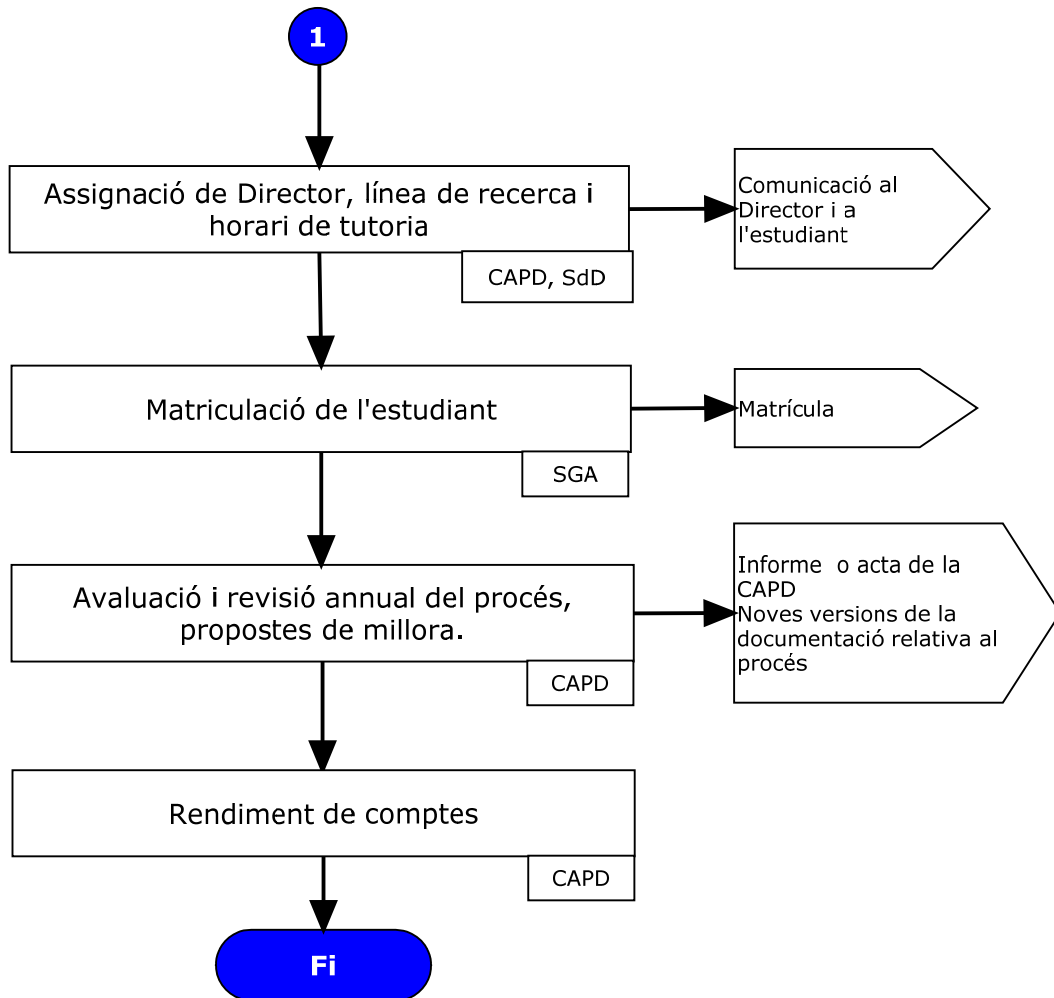 1
Assignació de Director, línea de recerca i
horari de tutoria
CAPD, SdD
Comunicació al
Director i a
l'estudiant
Matriculació de l'estudiant
SGA
Matrícula
Avaluació i revisió annual del procés,
propostes de millora.
CAPD
Informe o acta de la
CAPD
Noves versions de la
documentació relativa al
procés
Rendiment de comptes
CAPD
Fi